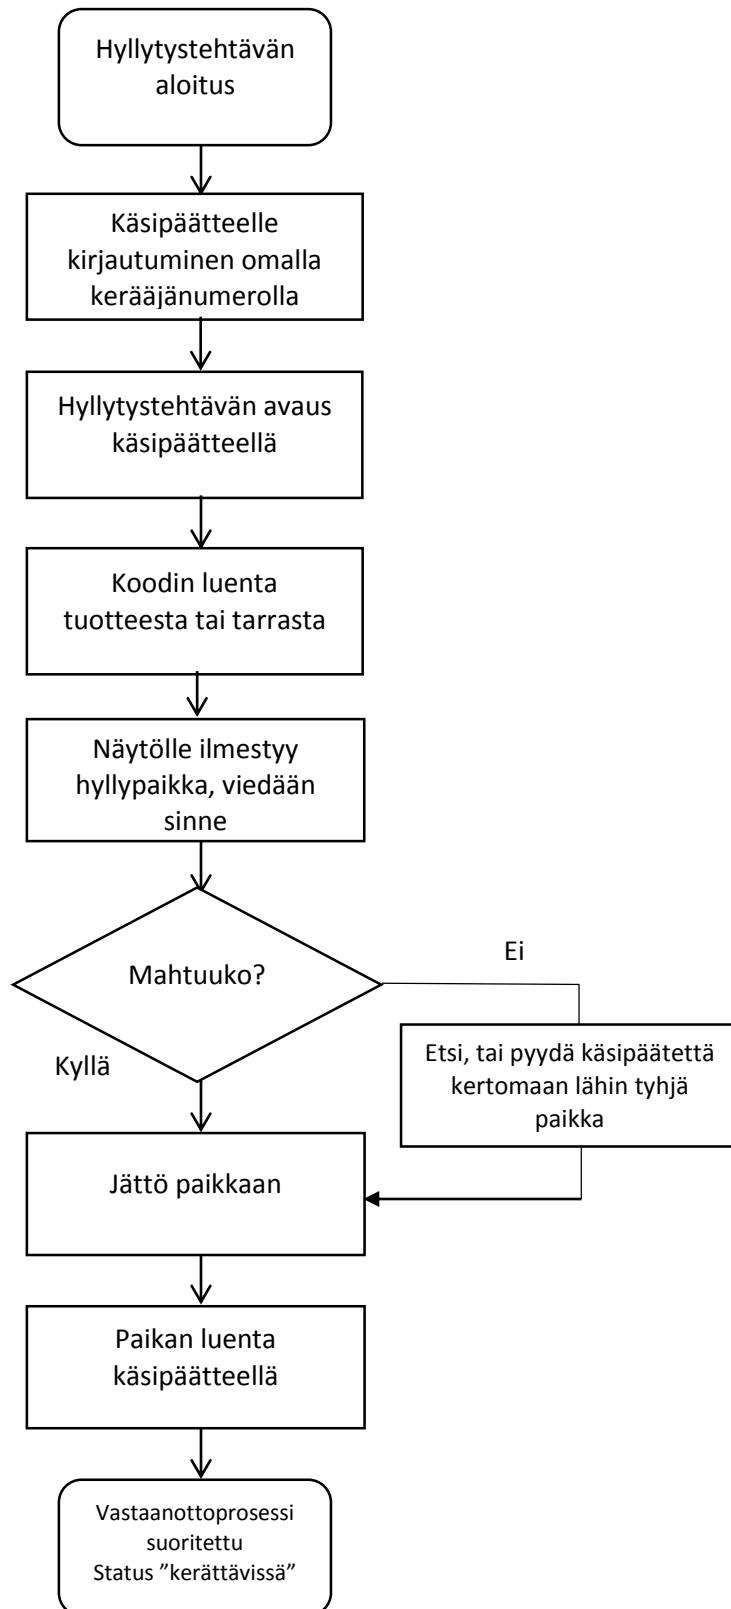 Hyllytystehtävän
aloitus
Käsipäätteelle
kirjautuminen omalla
kerääjänumerolla
Hyllytystehtävän avaus
käsipäätteellä
Koodin luenta
tuotteesta tai tarrasta
Näytölle ilmestyy
hyllypaikka, viedään
sinne
Mahtuuko?
Ei
Kyllä
Etsi, tai pyydä käsipäätettä
kertomaan lähin tyhjä
paikka
Jättö paikkaan
Paikan luenta
käsipäätteellä
Vastaanottoprosessi
suoritettu
Status ”kerättävissä”